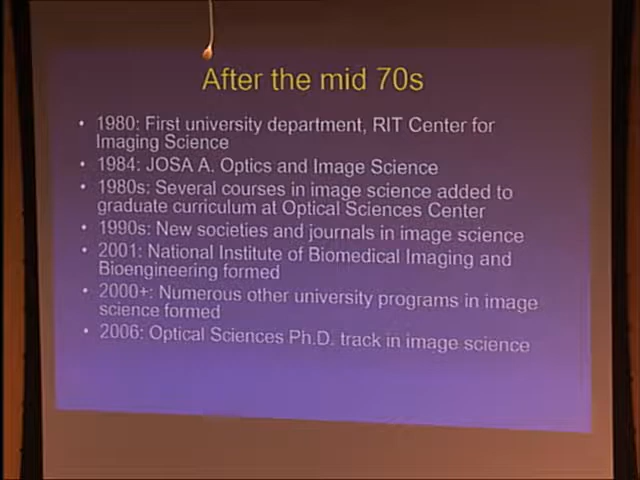 After the mid 70s
• 1980: First university department, RIT Center for
Imaging Science
• 1984: JOSA A. Optics and Image Science
• 1980s: Several courses in image science added to
graduate curriculum at Optical Sciences Center
• 1990s: New societies and journals in image science
• 2001: National Institute of Biomedical Imaging and
Bioengineering formed
• 2000+: Numerous other university programs in image
science formed
• 2006: Optical Sciences Ph.D. track in image science